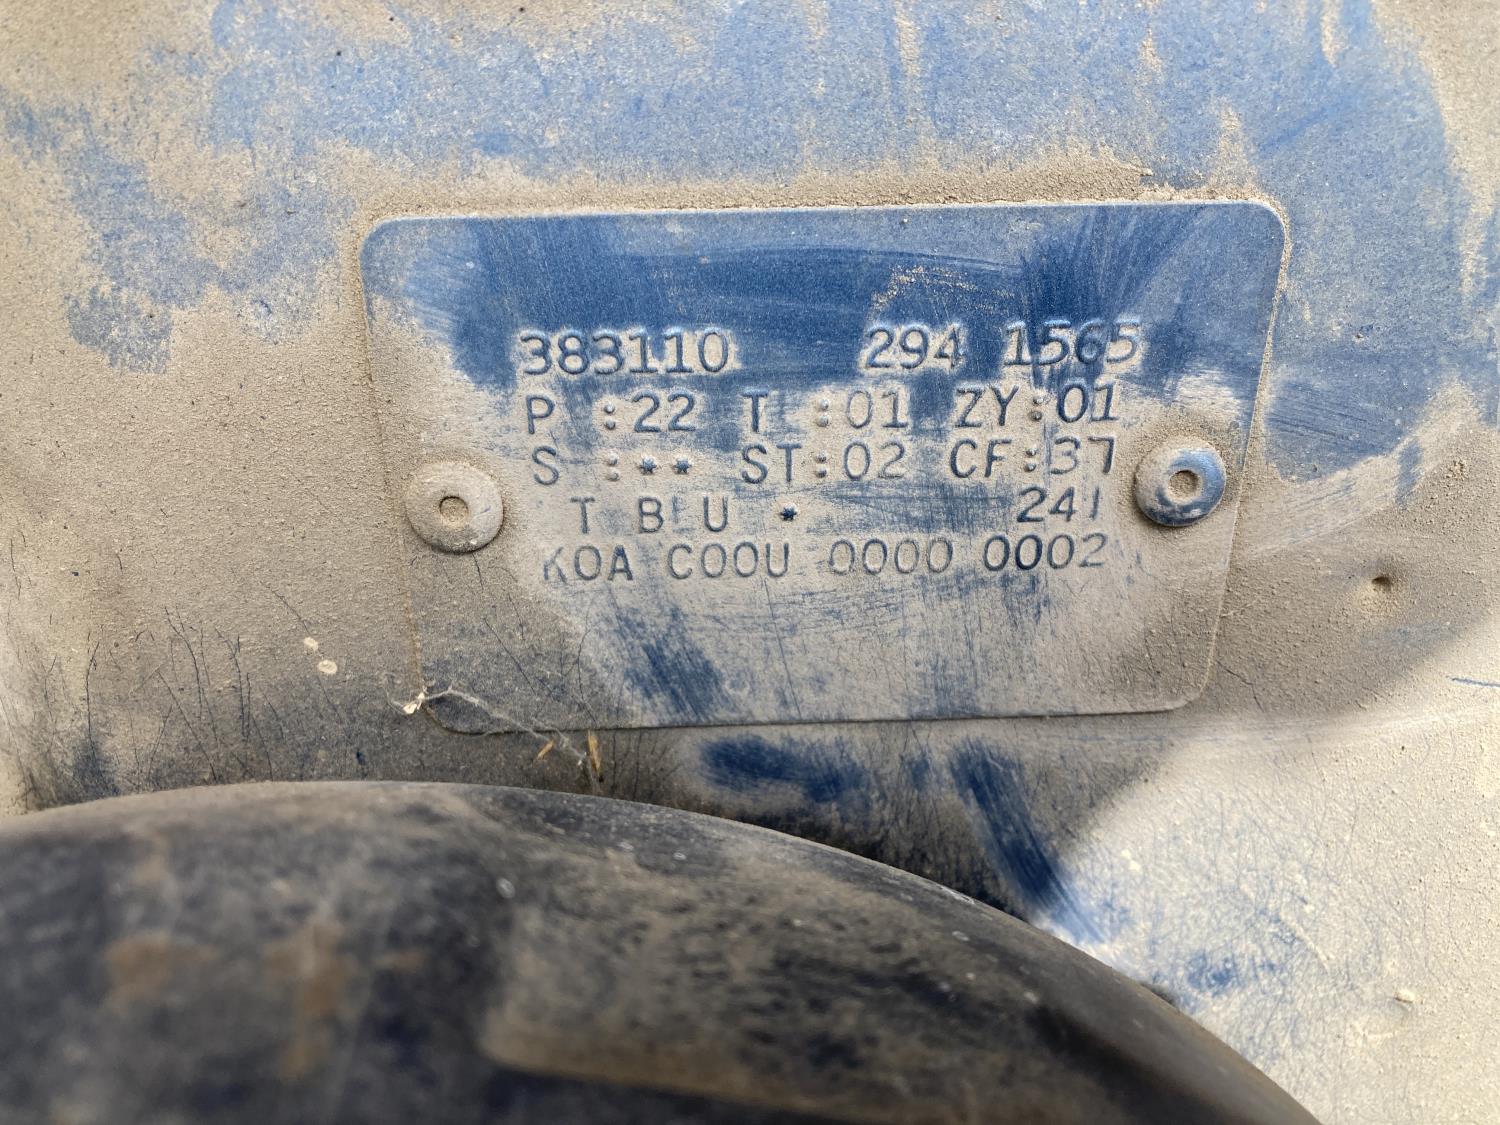 383110 294 1565
P :22 T :01 ZY:01
S :** ST:02 CF:37
T BLU * 241
KOA C00U 0000 0002